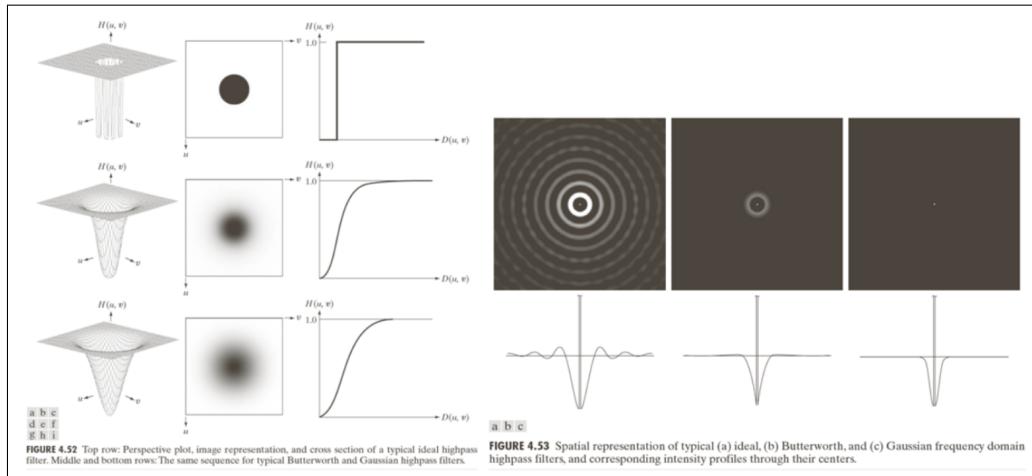 H(u, v)
v
1.0
H(u, v)
u
v
u
D(u, v)
H(u, v)
v
1.0
H(u, v)
u
v
u
D(u, v)
H(u, v)
v
1.0
H(u, v)
u
v
u
D(u, v)
a b c
d e f
g h i
FIGURE 4.52 Top row: Perspective plot, image representation, and cross section of a typical ideal highpass
filter. Middle and bottom rows: The same sequence for typical Butterworth and Gaussian highpass filters.
a b c
FIGURE 4.53 Spatial representation of typical (a) ideal, (b) Butterworth, and (c) Gaussian frequency domain
highpass filters, and corresponding intensity profiles through their centers.